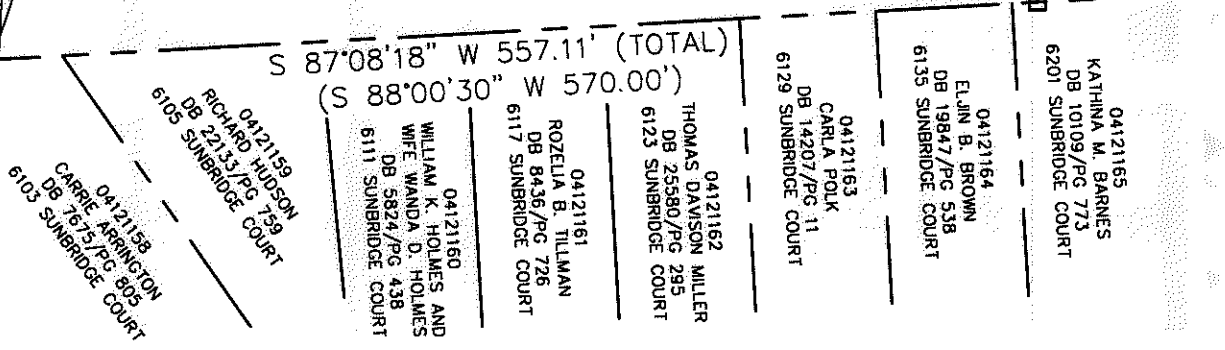 S 87°08'18" W 557.11' (TOTAL)
(S 88°00'30" W 570.00')
04121158
CARRIE ARRINGTON
DB 7675/PG 805
6103 SUNBRIDGE COURT
04121159
RICHARD HUDSON
DB 22133/PG 759
6105 SUNBRIDGE COURT
04121160
WILLIAM K. HOLMES AND
WIFE WANDA D. HOLMES
DB 5824/PG 438
6111 SUNBRIDGE COURT
04121161
ROZELIA B. TILLMAN
DB 8436/PG 726
6117 SUNBRIDGE COURT
04121162
THOMAS DAVISON MILLER
DB 25580/PG 295
6123 SUNBRIDGE COURT
04121163
CARLA POLK
DB 14207/PG 11
6129 SUNBRIDGE COURT
04121164
ELJIN B. BROWN
DB 19847/PG 538
6135 SUNBRIDGE COURT
04121165
KATHINA M. BARNES
DB 10109/PG 773
6201 SUNBRIDGE COURT